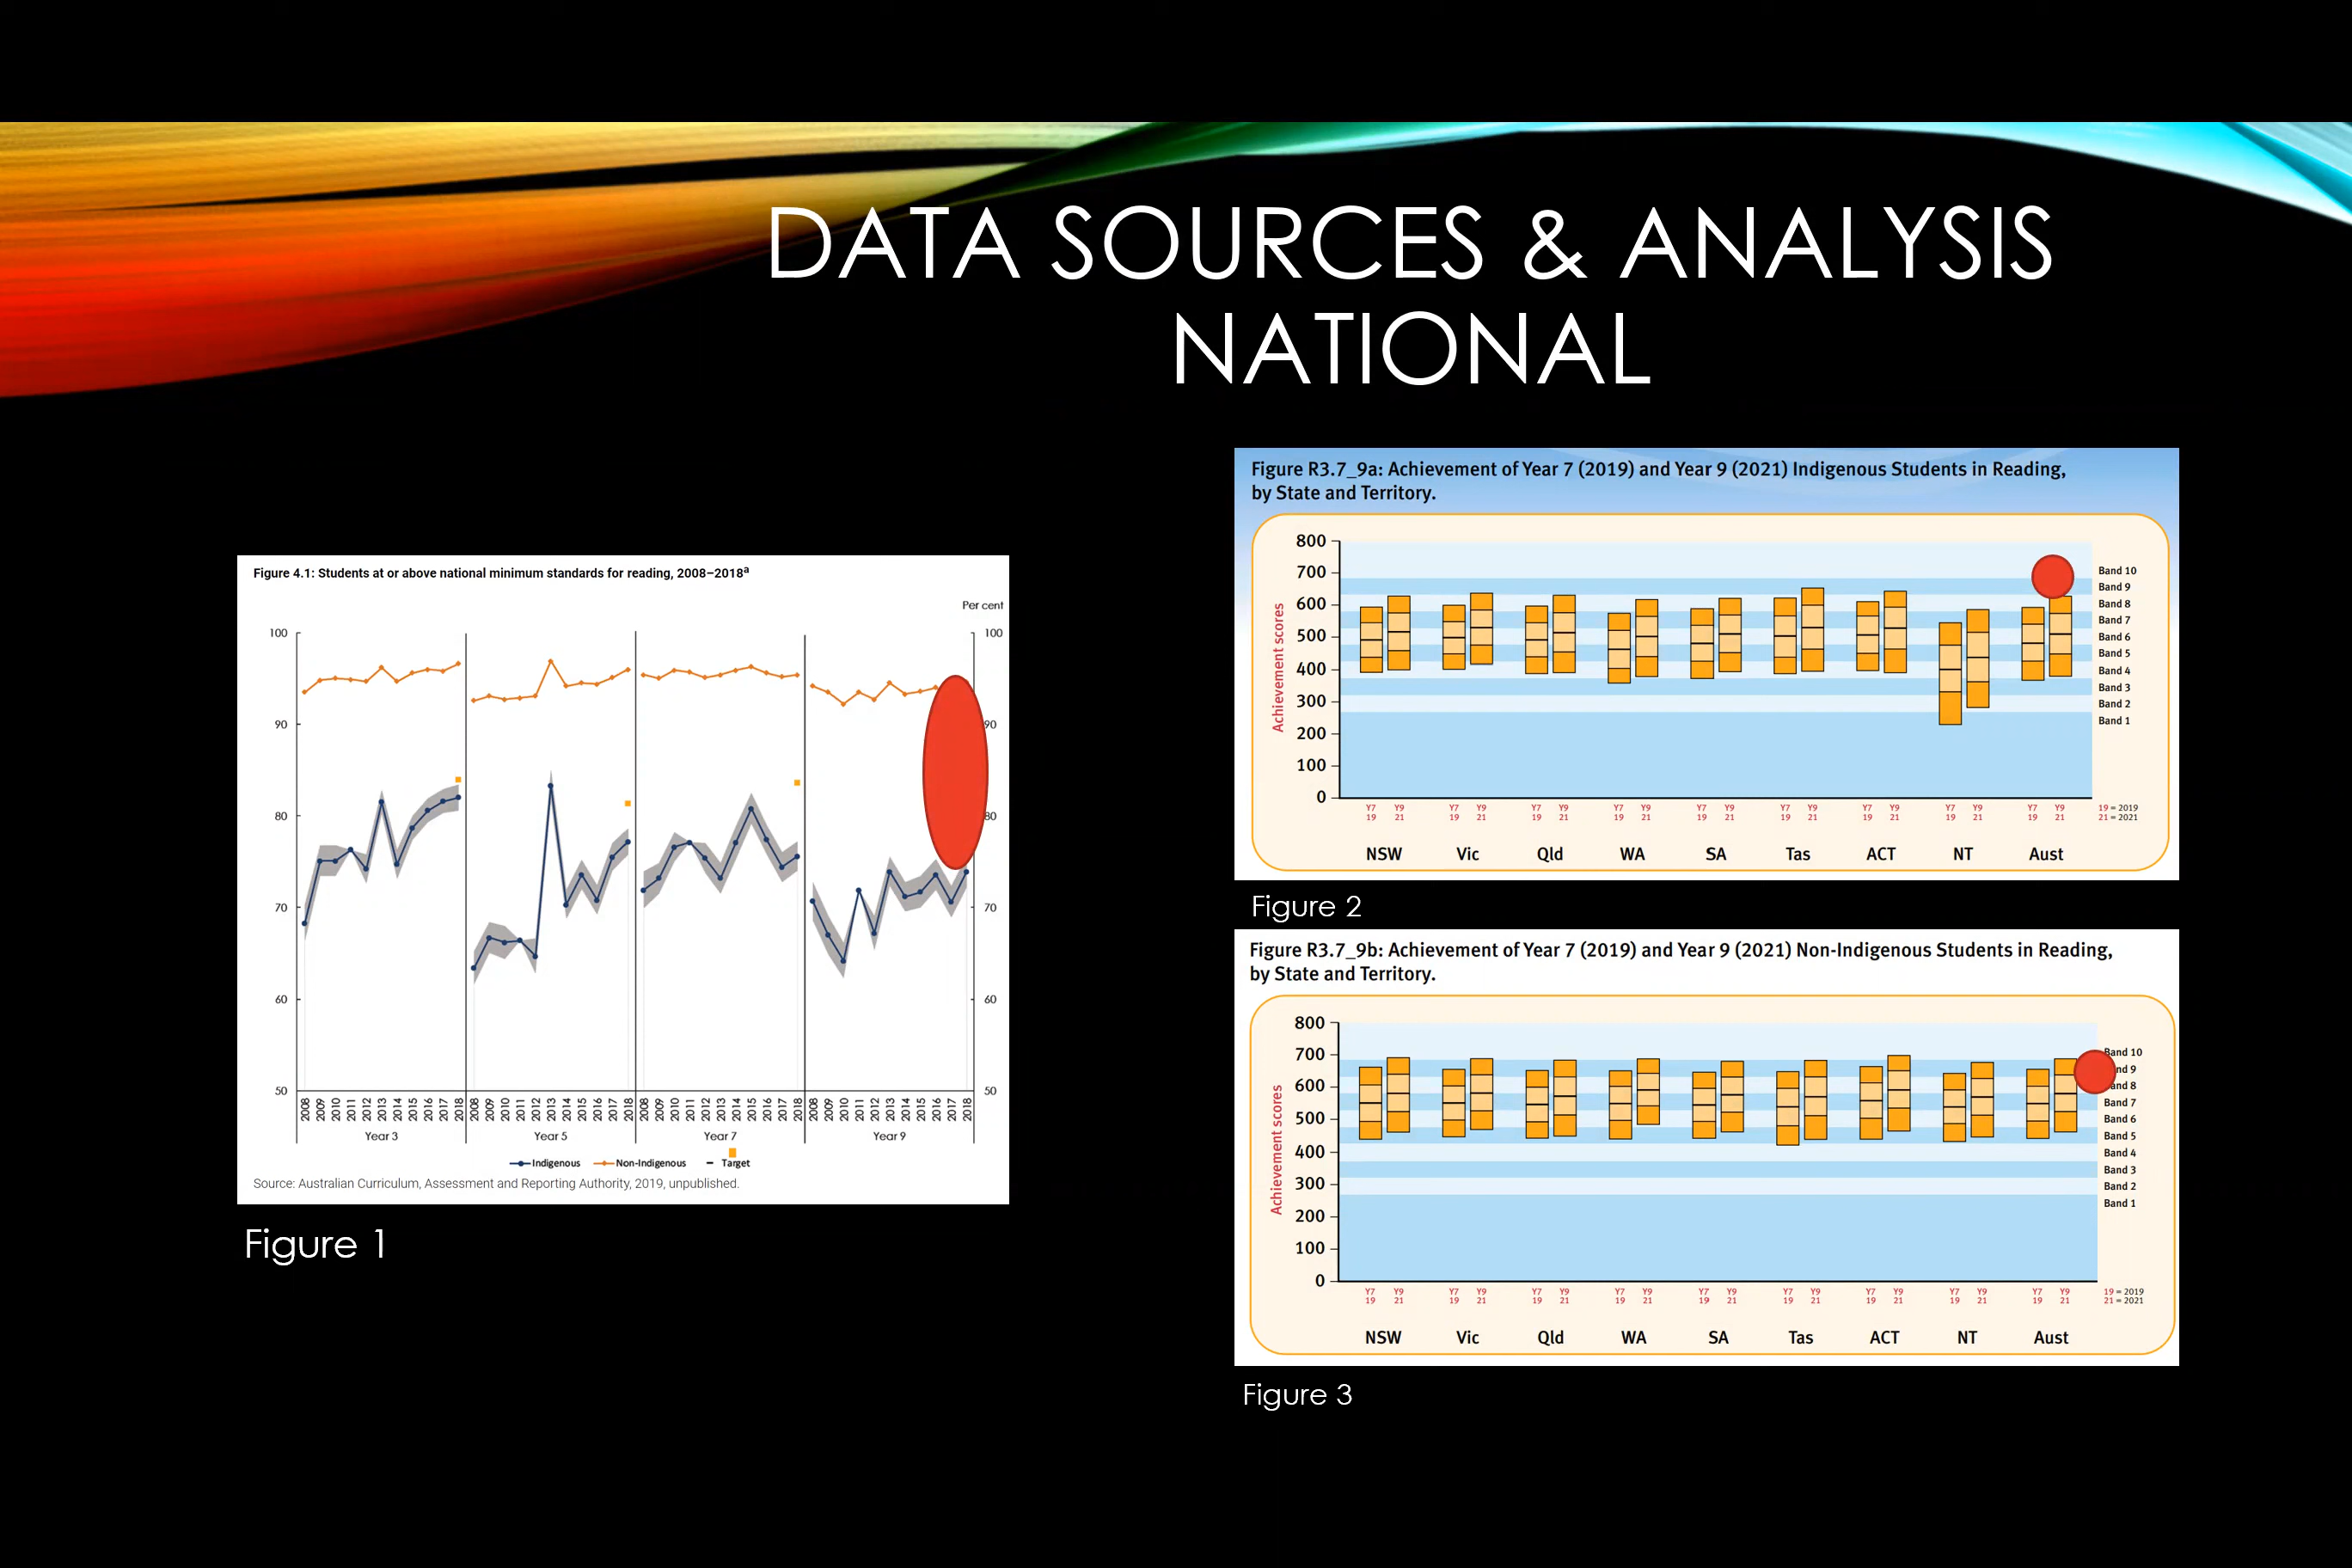 DATA SOURCES & ANALYSIS
NATIONAL
Figure 4.1: Students at or above national minimum standards for reading, 2008–2018a
Per cent
100 100
90 90
80 80
70 70
60 60
50 50
2008 2009 2010 2011 2012 2013 2014 2015 2016 2017 2018 2008 2009 2010 2011 2012 2013 2014 2015 2016 2017 2018 2008 2009 2010 2011 2012 2013 2014 2015 2016 2017 2018 2008 2009 2010 2011 2012 2013 2014 2015 2016 2017 2018
Year 3 Year 5 Year 7 Year 9
Indigenous Non-Indigenous Target
Source: Australian Curriculum, Assessment and Reporting Authority, 2019, unpublished.
Figure 1
Figure R3.7_9a: Achievement of Year 7 (2019) and Year 9 (2021) Indigenous Students in Reading,
by State and Territory.
Achievement scores
800
700
600
500
400
300
200
100
0
Band 10
Band 9
Band 8
Band 7
Band 6
Band 5
Band 4
Band 3
Band 2
Band 1
Y7 Y9 Y7 Y9 Y7 Y9 Y7 Y9 Y7 Y9 Y7 Y9 Y7 Y9 Y7 Y9 Y7 Y9 19 = 2019
19 21 19 21 19 21 19 21 19 21 19 21 19 21 19 21 19 21 21 = 2021
NSW Vic Qld WA SA Tas ACT NT Aust
Figure 2
Figure R3.7_9b: Achievement of Year 7 (2019) and Year 9 (2021) Non-Indigenous Students in Reading,
by State and Territory.
Achievement scores
800
700
600
500
400
300
200
100
0
Band 10
nd 9
and 8
Band 7
Band 6
Band 5
Band 4
Band 3
Band 2
Band 1
Y7 Y9 Y7 Y9 Y7 Y9 Y7 Y9 Y7 Y9 Y7 Y9 Y7 Y9 Y7 Y9 Y7 Y9 19 = 2019
19 21 19 21 19 21 19 21 19 21 19 21 19 21 19 21 19 21 21 = 2021
NSW Vic Qld WA SA Tas ACT NT Aust
Figure 3